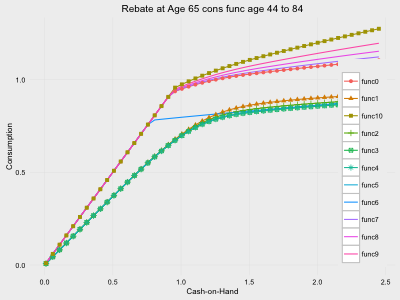 Rebate at Age 65 cons func age 44 to 84
Consumption
1.0
0.5
0.0
0.0
0.5
1.0
1.5
2.0
2.5
Cash-on-Hand
func0
func1
func10
func2
func3
func4
func5
func6
func7
func8
func9